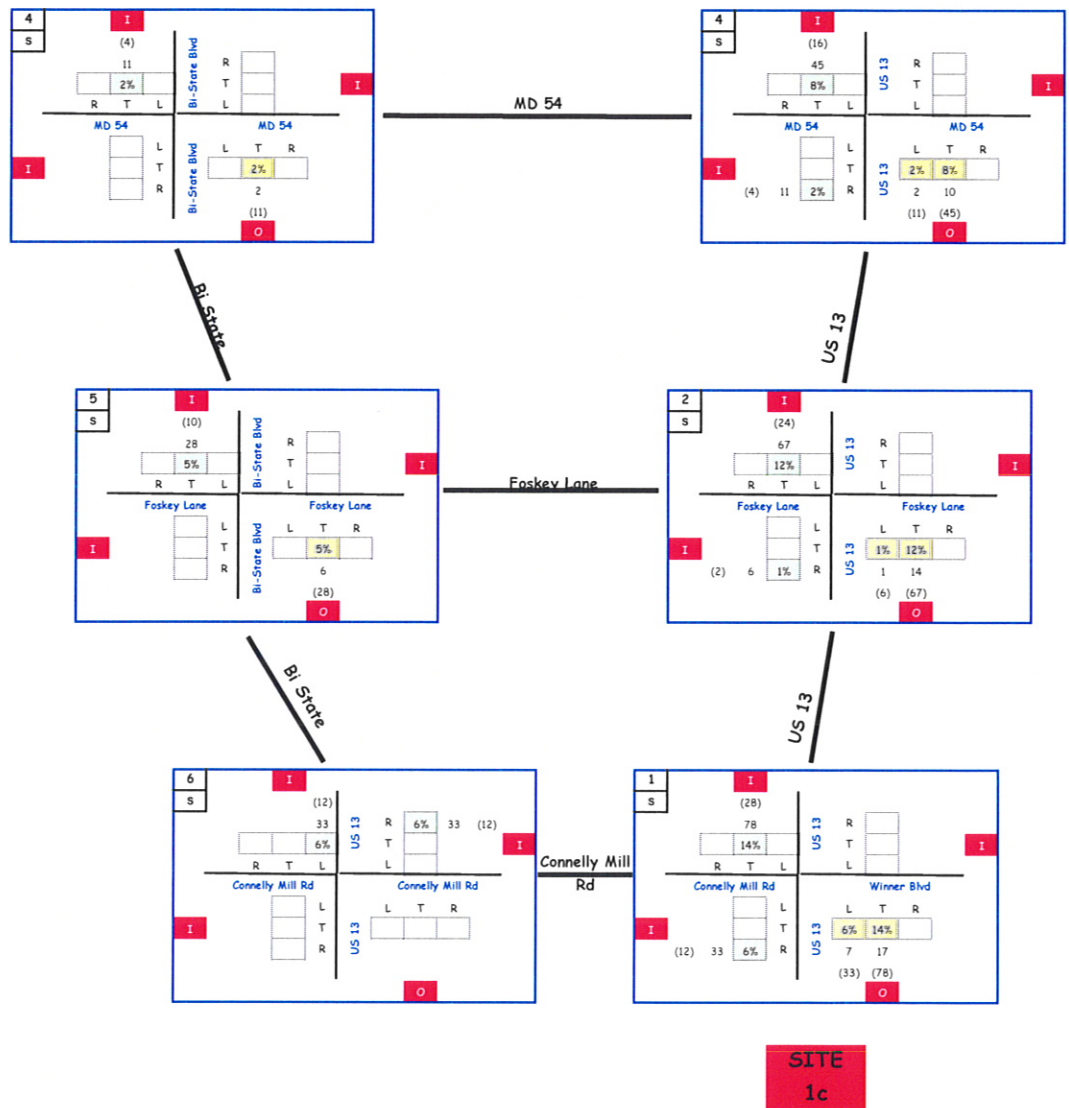 4
S
I
(4)
11
2%
R T L
Bi-State Blvd
R
T
L
I
MD 54
MD 54
I
L
T
R
Bi-State Blvd
L T R
2%
2
(11)
O
MD 54
4
S
I
(16)
45
8%
R T L
US 13
R
T
L
I
MD 54
MD 54
I
L
T
(4) 11 2% R
US 13
L T R
2% 8%
2 10
(11) (45)
O
Bi State
US 13
5
S
I
(10)
28
5%
R T L
Bi-State Blvd
R
T
L
I
Foskey Lane
Foskey Lane
I
L
T
R
Bi-State Blvd
L T R
5%
6
(28)
O
Foskey Lane
2
S
I
(24)
67
12%
R T L
US 13
R
T
L
I
Foskey Lane
Foskey Lane
I
L
T
(2) 6 1% R
US 13
L T R
1% 12%
1 14
(6) (67)
O
Bi State
US 13
6
S
I
(12)
33
6%
R T L
US 13
R 6% 33 (12)
T
L
I
Connelly Mill Rd
Connelly Mill Rd
I
L
T
R
US 13
L T R
O
Connelly Mill
Rd
1
S
I
(28)
78
14%
R T L
US 13
R
T
L
I
Connelly Mill Rd
Winner Blvd
I
L
T
(12) 33 6% R
US 13
L T R
6% 14%
7 17
(33) (78)
O
SITE
1c